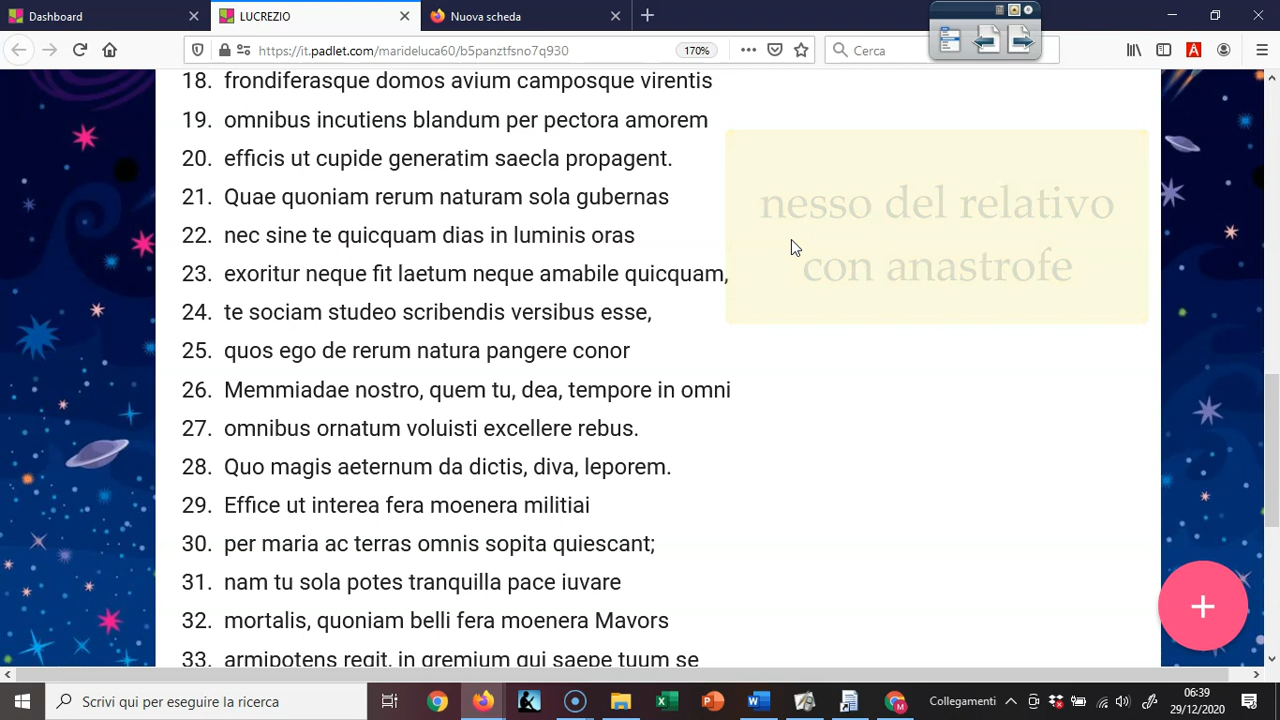 Dashboard
LUCREZIO
Nuova scheda
https://it.padlet.com/marideluca60/b5panztfsno7q930
170%
Cerca
18. frondiferasque domos avium camposque virentis
19. omnibus incutiens blandum per pectora amorem
20. efficis ut cupide generatim saecla propagent.
21. Quae quoniam rerum naturam sola gubernas
22. nec sine te quicquam dias in luminis oras
23. exoritur neque fit laetum neque amabile quicquam,
24. te sociam studeo scribendis versibus esse,
25. quos ego de rerum natura pangere conor
26. Memmiadae nostro, quem tu, dea, tempore in omni
27. omnibus ornatum voluisti excellere rebus.
28. Quo magis aeternum da dictis, diva, leporem.
29. Effice ut interea fera moenera militiai
30. per maria ac terras omnis sopita quiescant;
31. nam tu sola potes tranquilla pace iuvare
32. mortalis, quoniam belli fera moenera Mavors
33. armipotens regit, in gremium qui saepe tuum se
nesso del relativo
con anastrofe
Scrivi qui per eseguire la ricerca
Collegamenti
06:39
29/12/2020